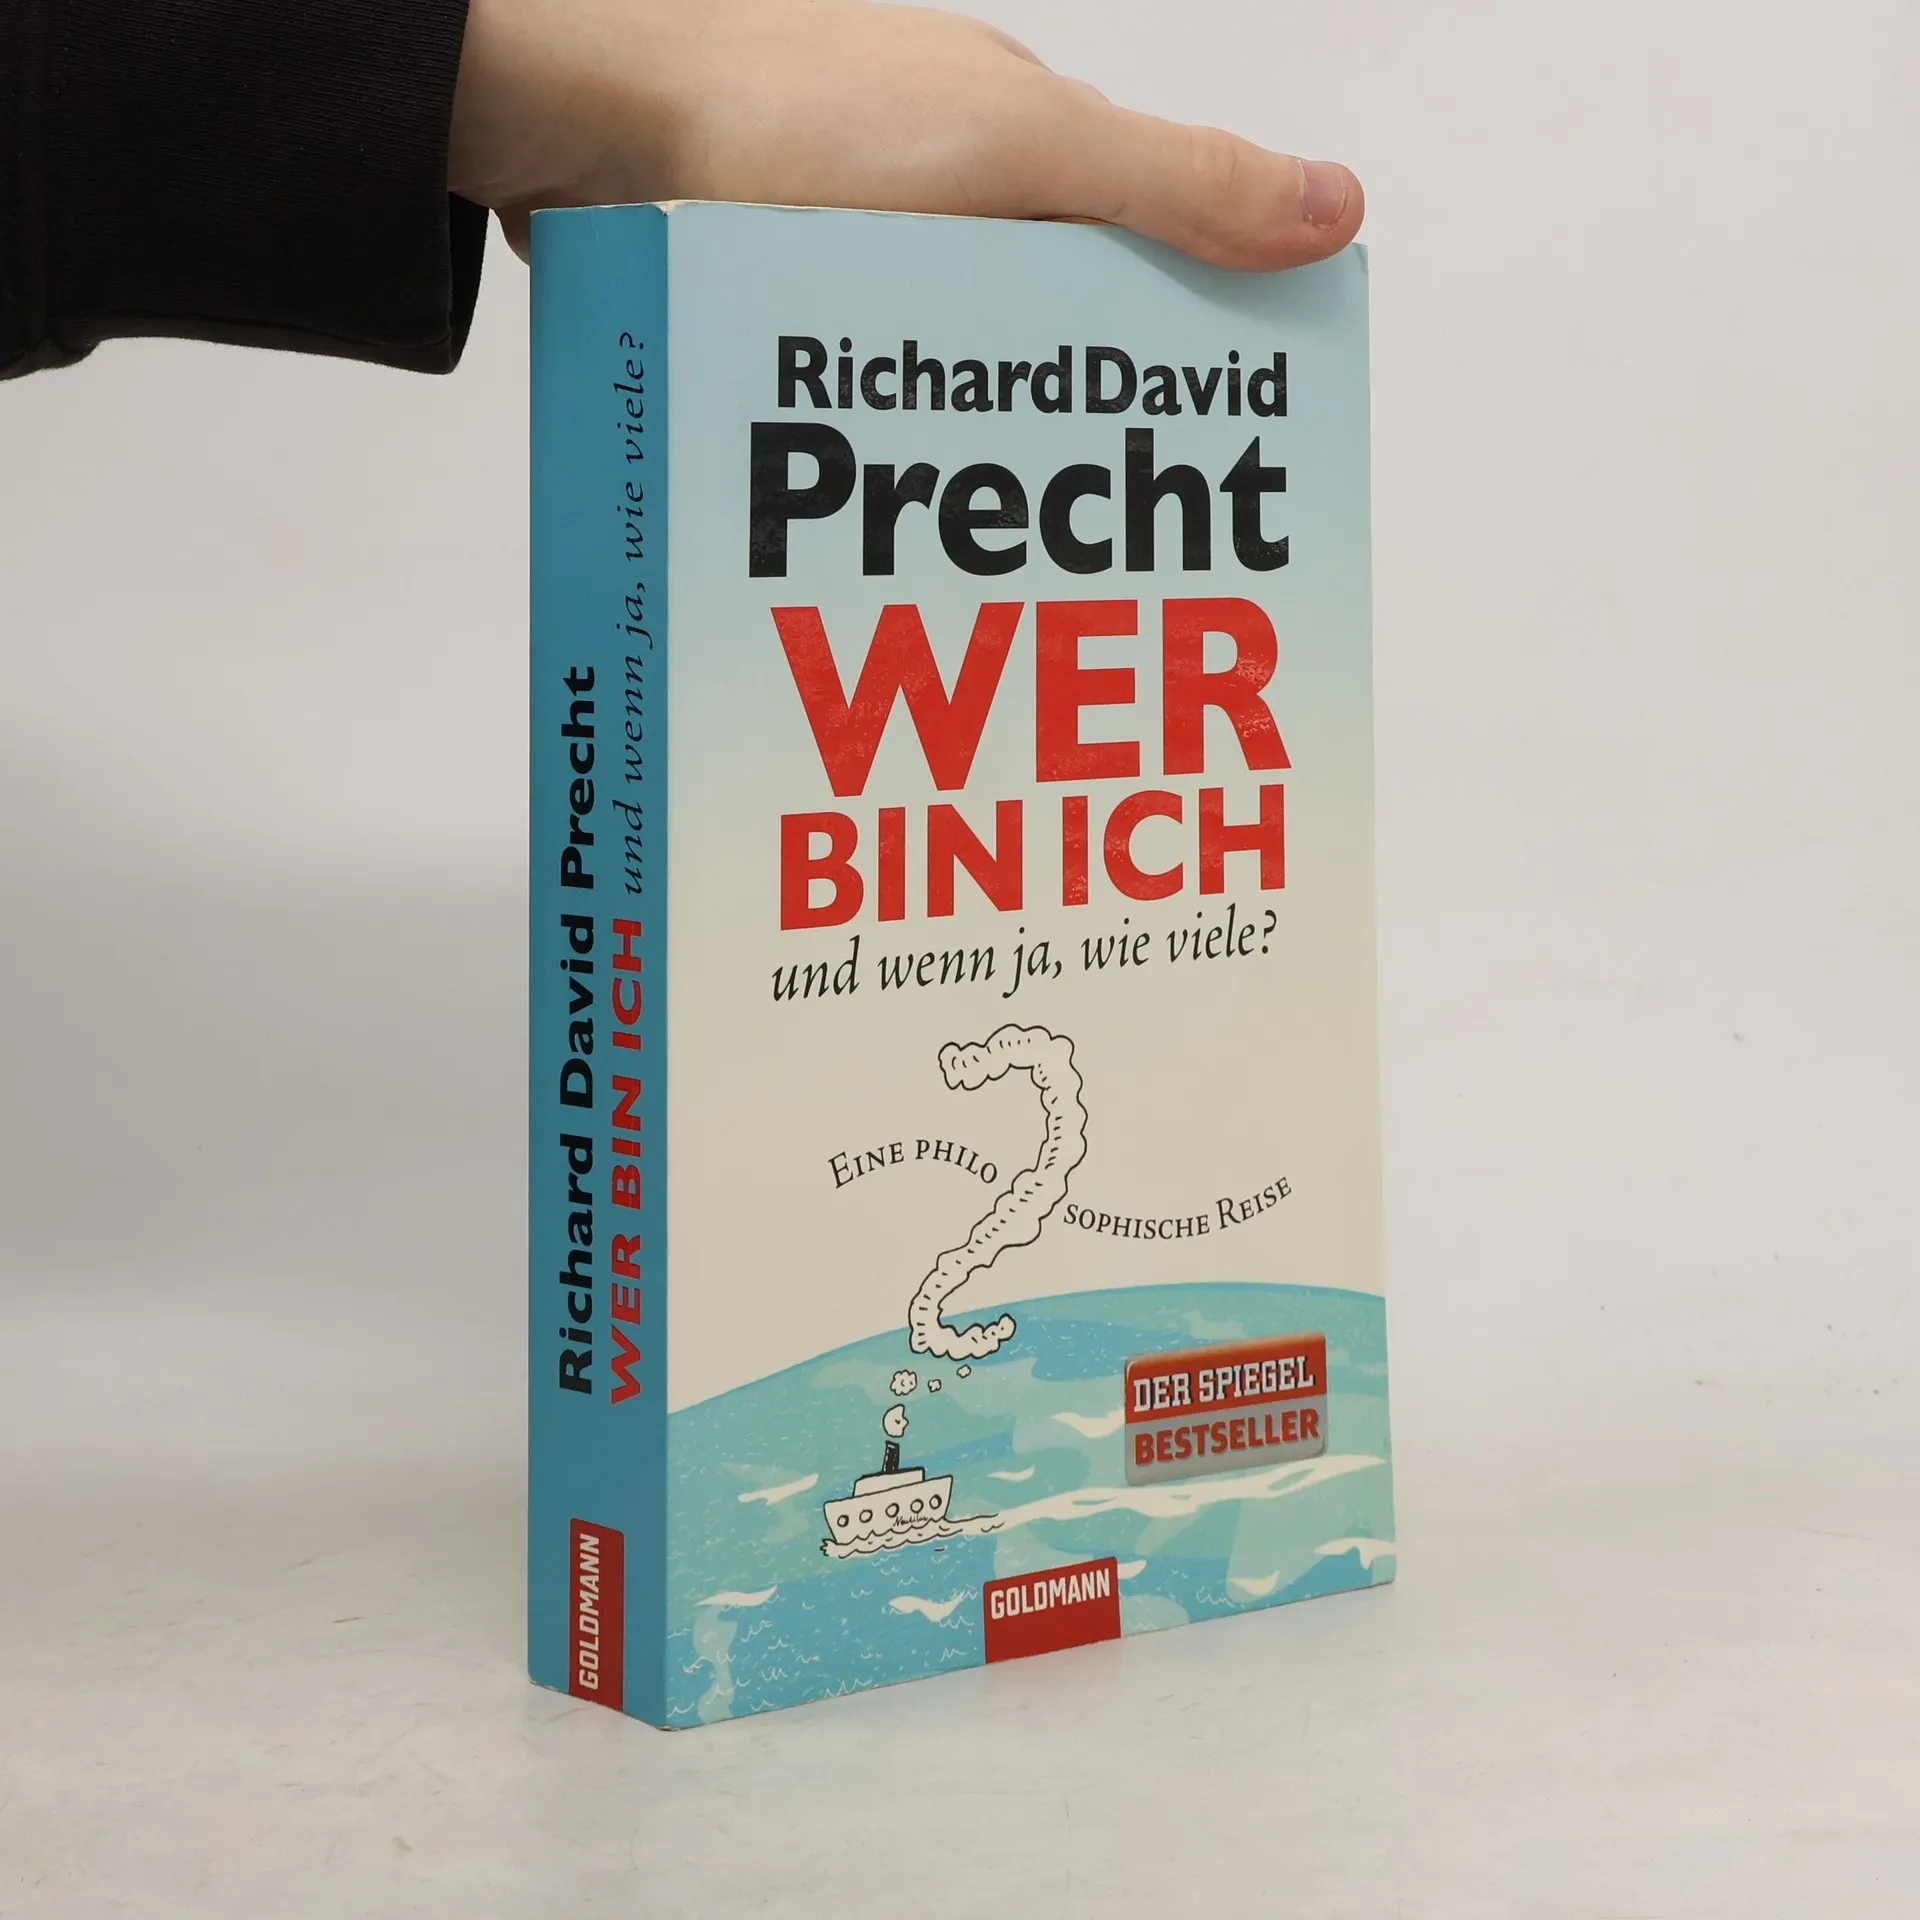 Richard David Precht
WER BIN ICH und wenn ja, wie viele?
GOLDMANN
Richard David
Precht
WER
BIN ICH
und wenn ja, wie viele?
EINE PHILO
SOPHISCHE REISE
DER SPIEGEL
BESTSELLER
Nautilus
GOLDMANN